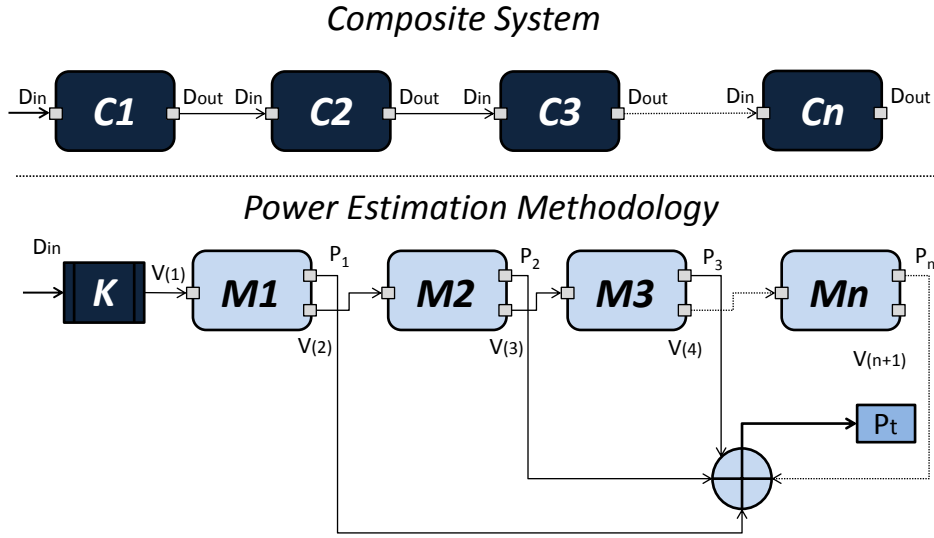 Composite System
Din C1 Dout Din C2 Dout Din C3 Dout Din Cn Dout
Power Estimation Methodology
Din K V(1) M1 P1 M2 P2 M3 P3 Mn Pn
V(2) V(3) V(4) V(n+1)
Pt